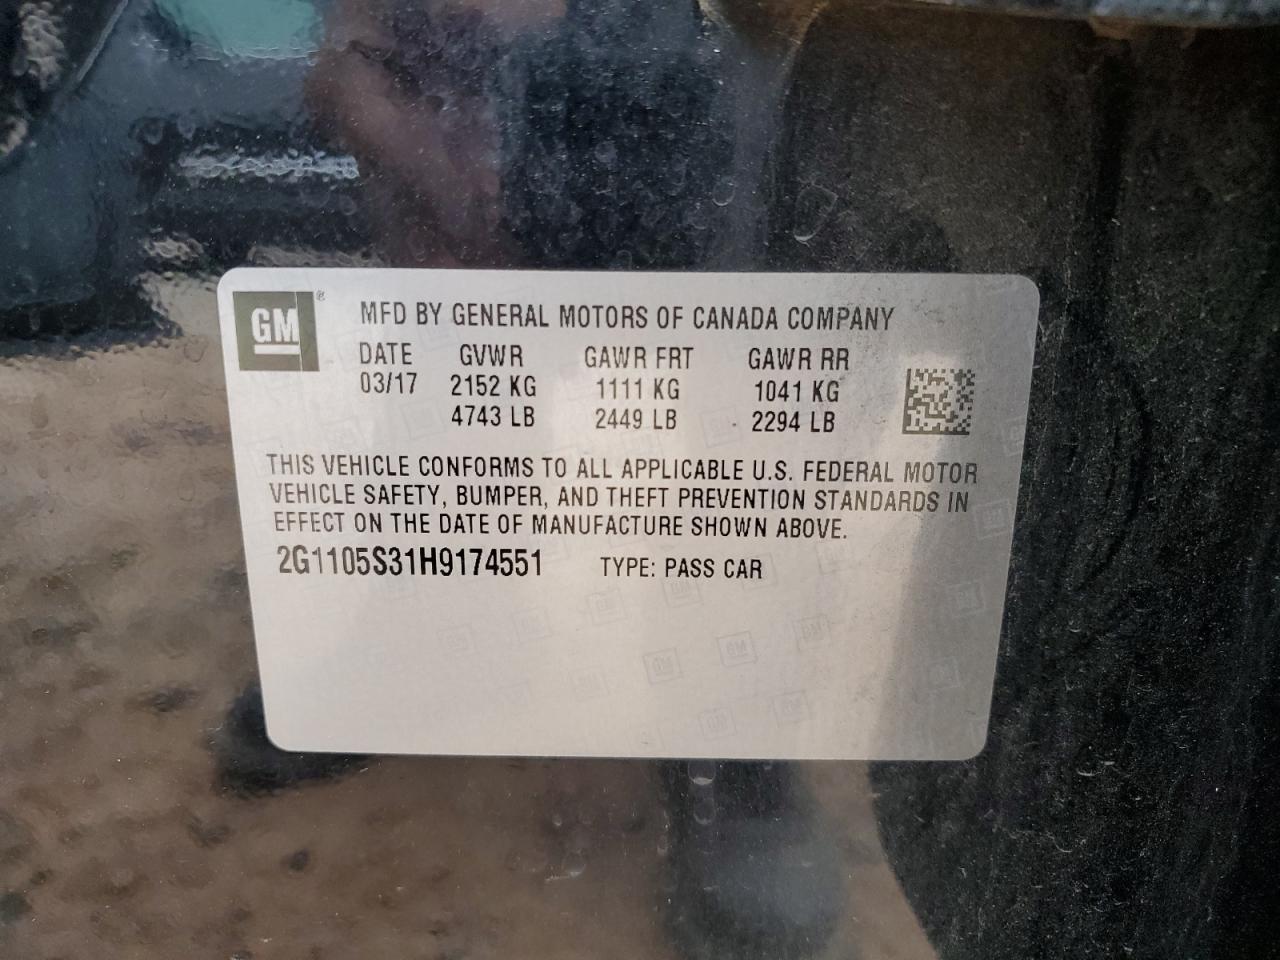 GM ®
MFD BY GENERAL MOTORS OF CANADA COMPANY
DATE GVWR GAWR FRT GAWR RR
03/17 2152 KG 1111 KG 1041 KG
4743 LB 2449 LB 2294 LB
THIS VEHICLE CONFORMS TO ALL APPLICABLE U.S. FEDERAL MOTOR
VEHICLE SAFETY, BUMPER, AND THEFT PREVENTION STANDARDS IN
EFFECT ON THE DATE OF MANUFACTURE SHOWN ABOVE.
2G1105S31H9174551 TYPE: PASS CAR